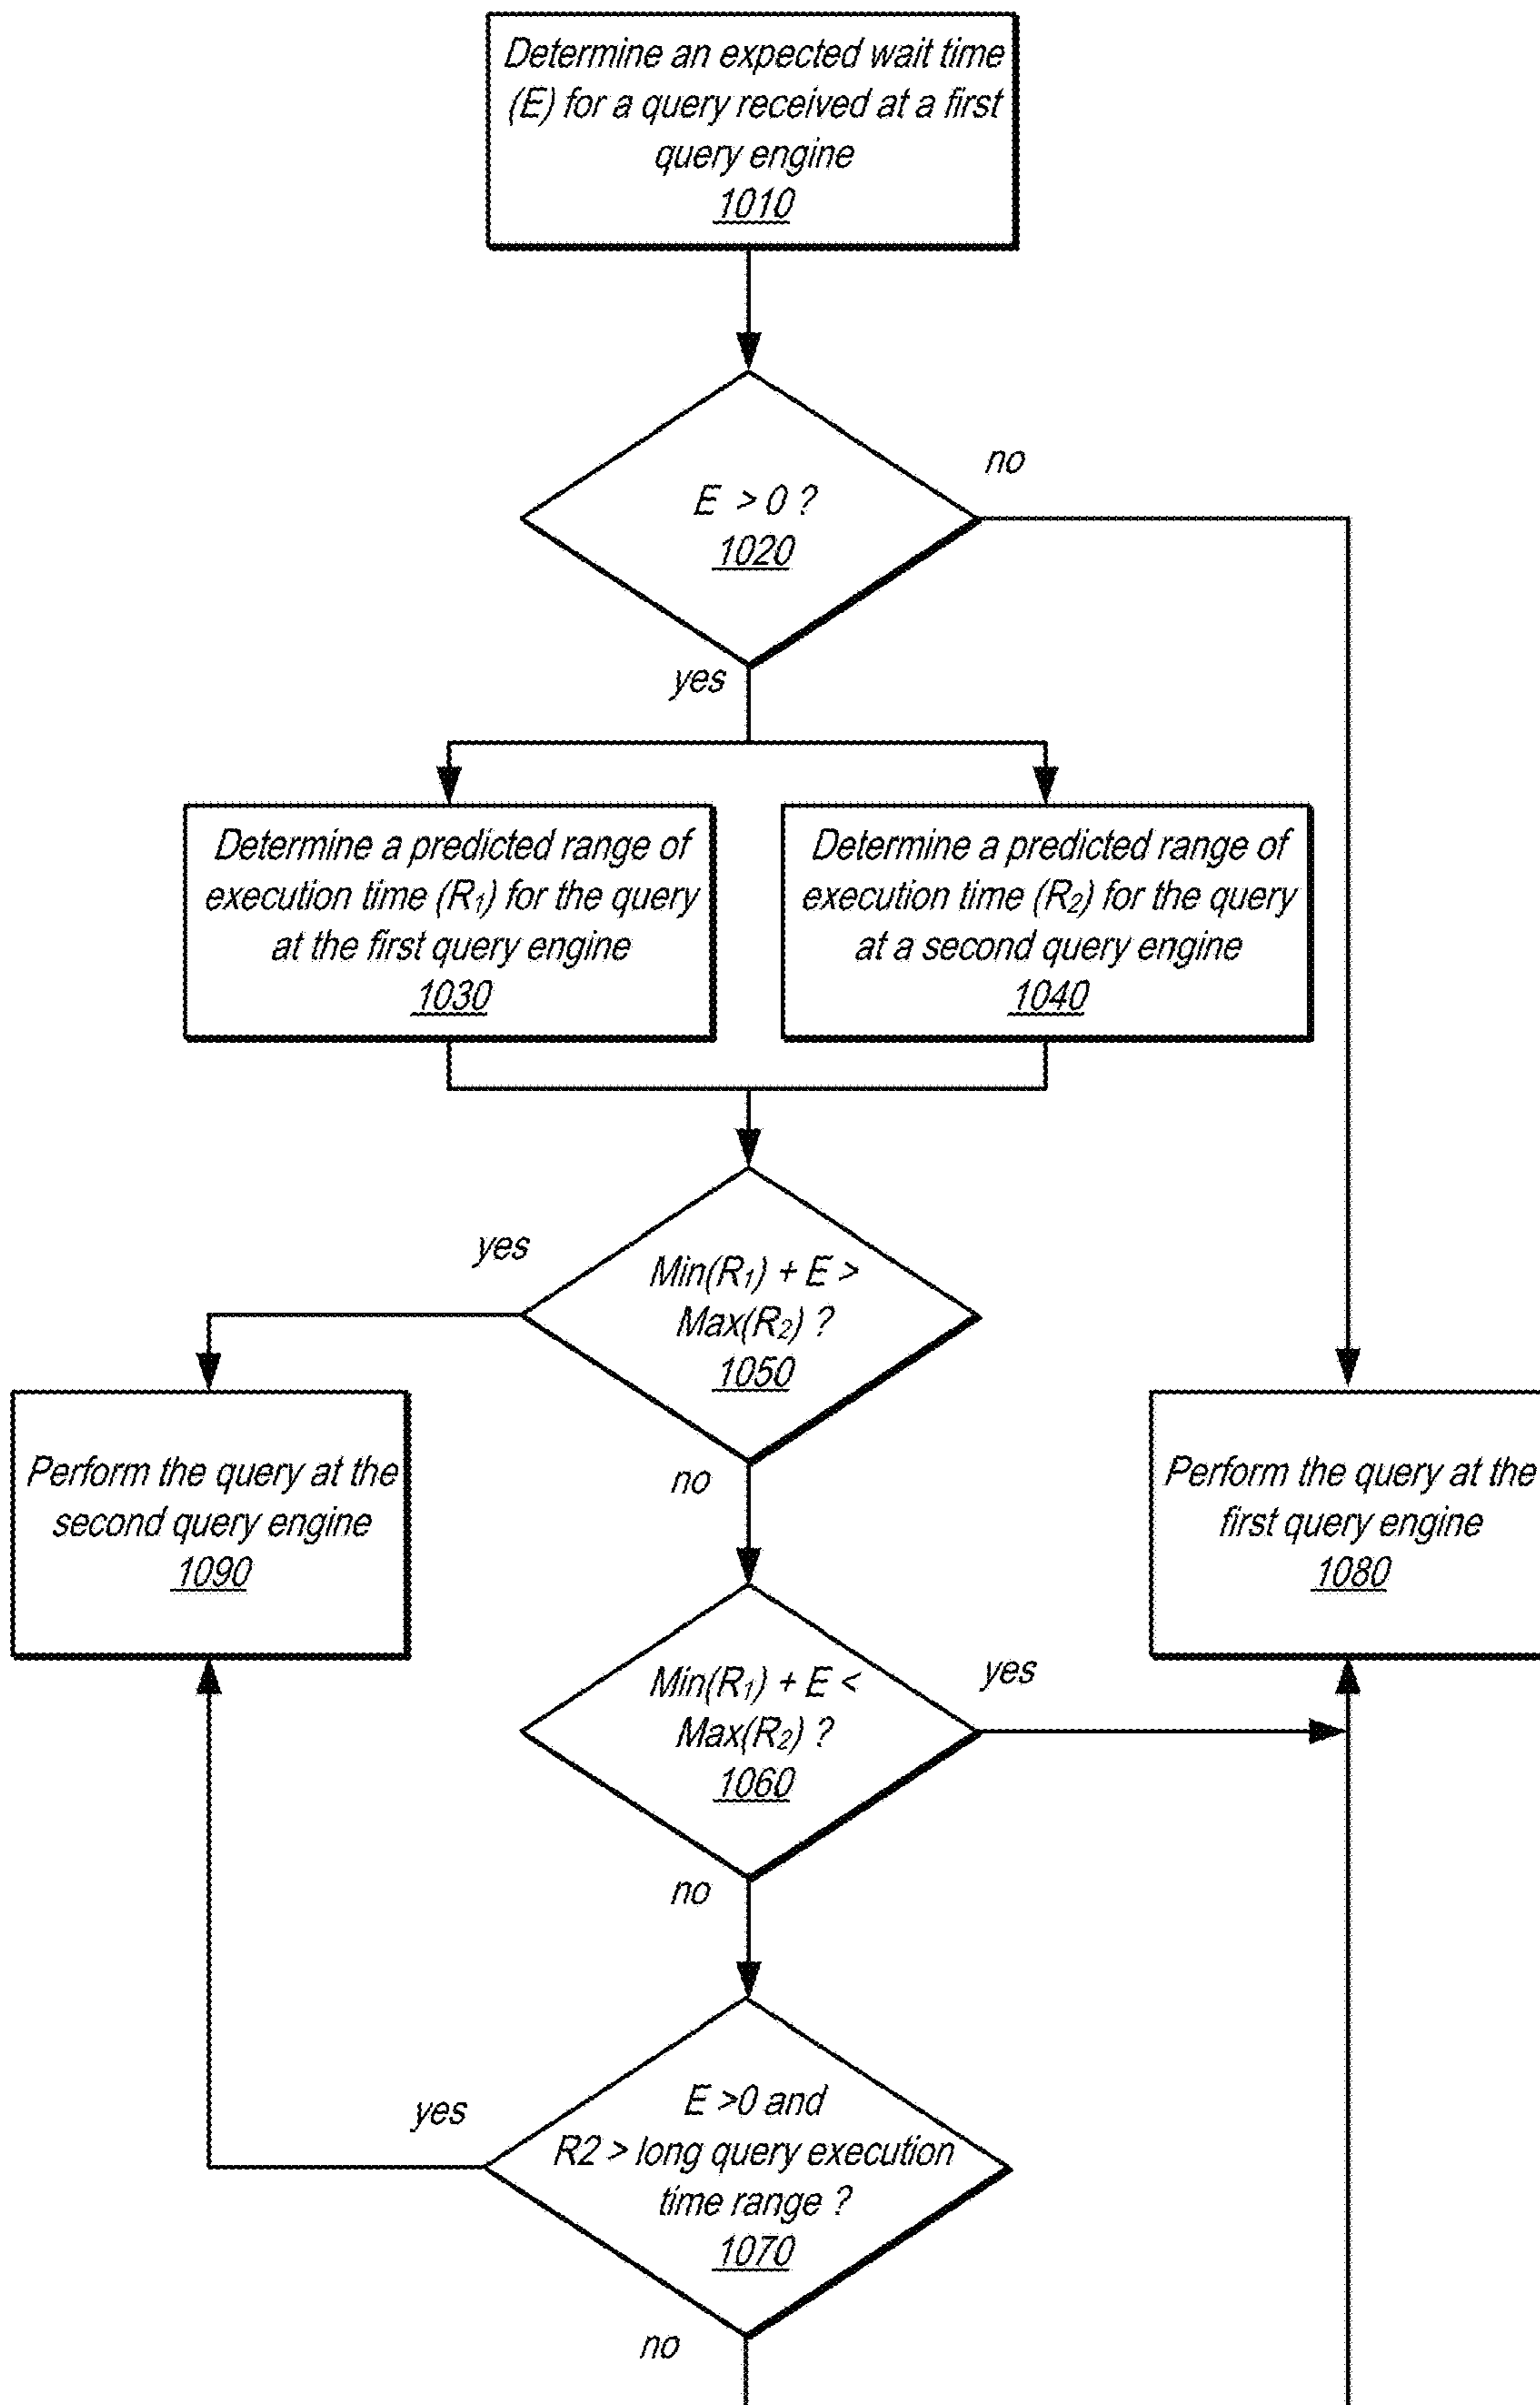 Determine an expected wait time
(E) for a query received at a first
query engine
1010
no
E > 0 ?
1020
yes
Determine a predicted range of
execution time (R₁) for the query
at the first query engine
1030
Determine a predicted range of
execution time (R₂) for the query
at a second query engine
1040
yes
Min(R₁) + E >
Max(R₂) ?
1050
no
Perform the query at the
second query engine
1090
Perform the query at the
first query engine
1080
Min(R₁) + E <
Max(R₂) ?
1060
yes
no
E >0 and
R2 > long query execution
time range ?
1070
yes
no